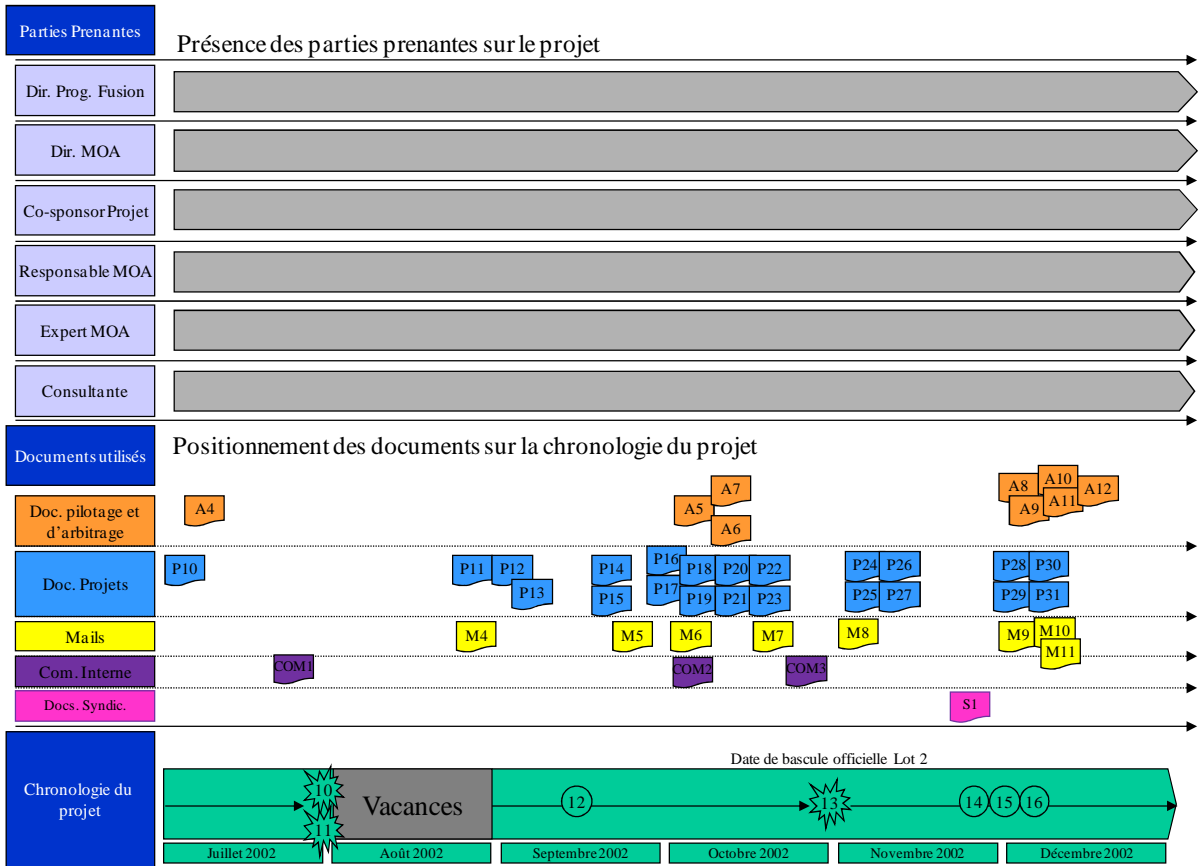 Parties Prenantes
Présence des parties prenantes sur le projet
Dir. Prog. Fusion
Dir. MOA
Co-sponsor Projet
Responsable MOA
Expert MOA
Consultante
Documents utilisés
Positionnement des documents sur la chronologie du projet
Doc. pilotage et
d'arbitrage
A4
A5
A7
A6
A8
A10
A9
A11
A12
Doc. Projets
P10
P11
P12
P13
P14
P15
P16
P17
P18
P19
P20
P21
P22
P23
P24
P25
P26
P27
P28
P29
P30
P31
Mails
M4
M5
M6
M7
M8
M9
M10
M11
Com. Interne
COM1
COM2
COM3
Docs. Syndic.
S1
Chronologie du
projet
Date de bascule officielle Lot 2
10
11
Vacances
12
13
14
15
16
Juillet 2002
Août 2002
Septembre 2002
Octobre 2002
Novembre 2002
Décembre 2002